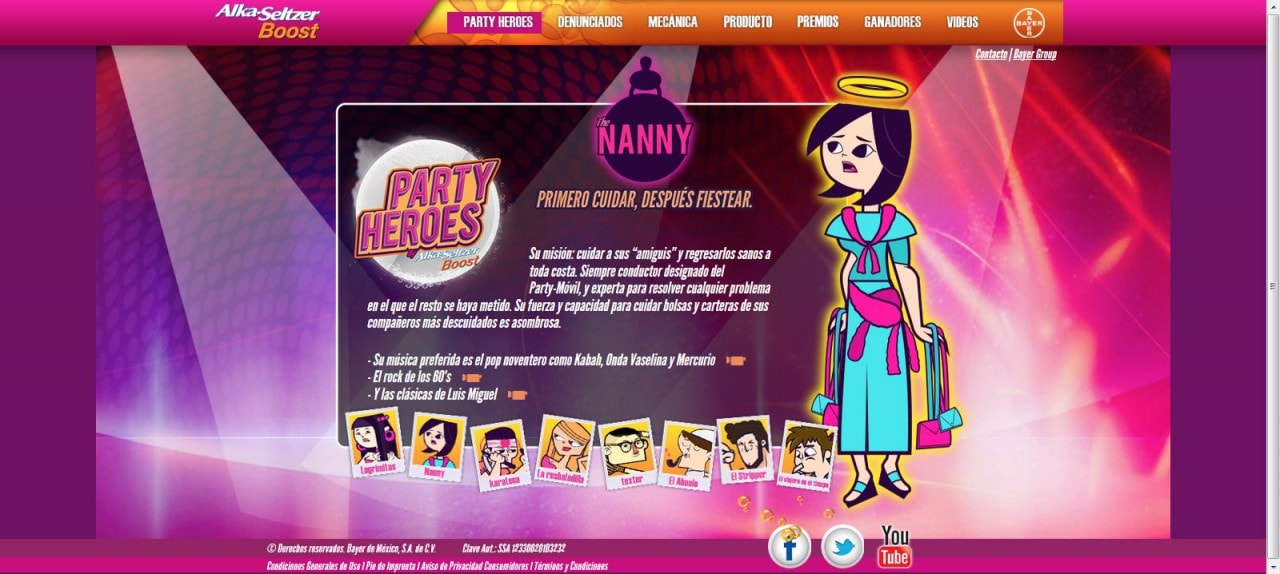 Alka-Seltzer
Boost
PARTY HEROES
DENUNCIADOS
MECÁNICA
PRODUCTO
PREMIOS
GANADORES
VIDEOS
BAYER
BAYER
Contacto | Bayer Group
The
NANNY
PARTY
HEROES
by Alka-Seltzer
Boost
PRIMERO CUIDAR, DESPUÉS FIESTEAR.
Su misión: cuidar a sus “amiguis” y regresarlos sanos a
toda costa. Siempre conductor designado del
Party-Móvil, y experta para resolver cualquier problema
en el que el resto se haya metido. Su fuerza y capacidad para cuidar bolsas y carteras de sus
compañeros más descuidados es asombrosa.
- Su música preferida es el pop noventero como Kabah, Onda Vaselina y Mercurio
- El rock de los 60's
- Y las clásicas de Luis Miguel
Lagrimitas
Nanny
karateca
La resbaladilla
texter
El Abuelo
El Stripper
El viajero en el tiempo
© Derechos reservados. Bayer de México, S.A. de C.V.
Clave Aut.: SSA 123300201G3232
Condiciones Generales de Uso | Pie de Imprenta | Aviso de Privacidad Consumidores | Términos y Condiciones
f
You
Tube